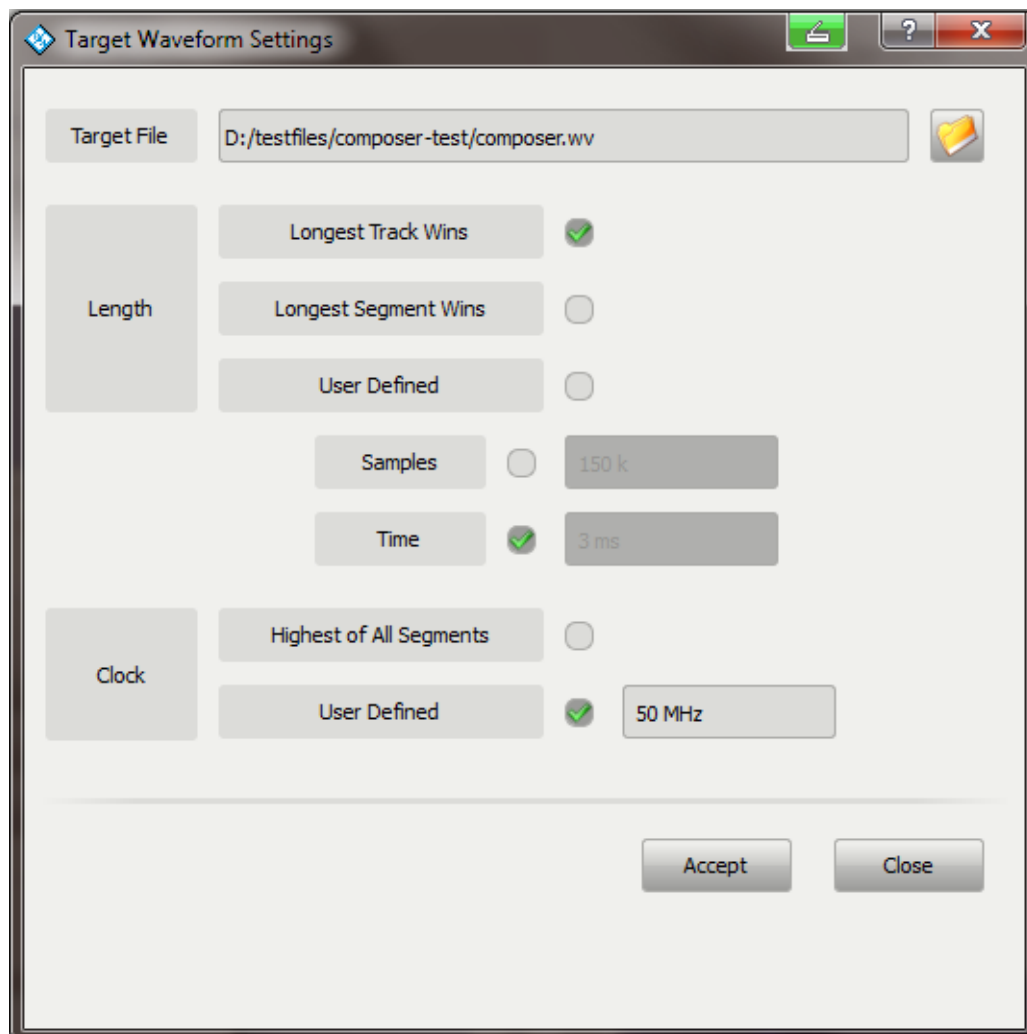 Target Waveform Settings
?
Target File
D:/testfiles/composer-test/composer.wv
Length
Longest Track Wins
Longest Segment Wins
User Defined
Samples
150 k
Time
3 ms
Clock
Highest of All Segments
User Defined
50 MHz
Accept
Close